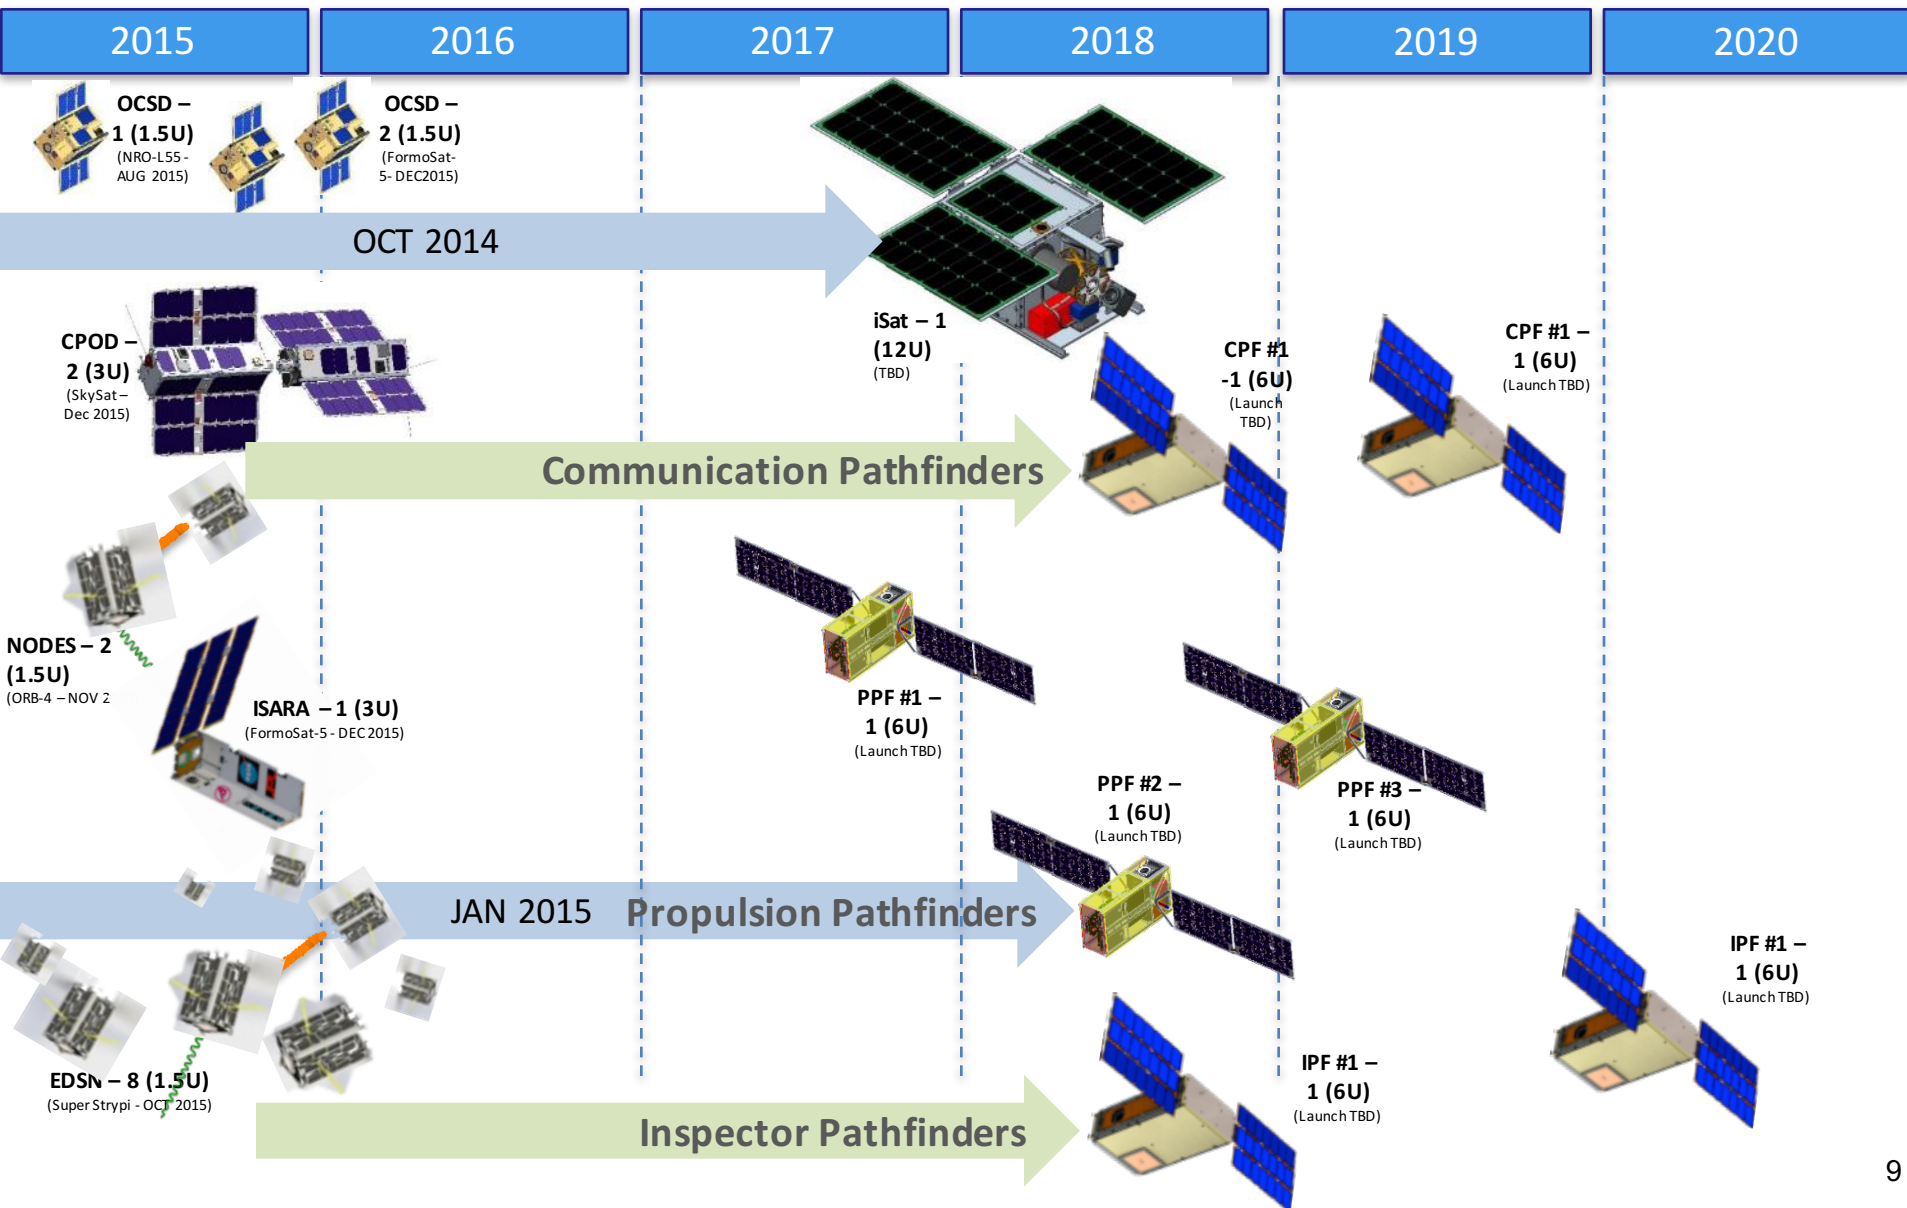 2015
2016
2017
2018
2019
2020
OCSD –
1 (1.5U)
(NRO-L55 -
AUG 2015)
OCSD –
2 (1.5U)
(FormoSat-
5- DEC2015)
OCT 2014
CPOD –
2 (3U)
(SkySat –
Dec 2015)
iSat – 1
(12U)
(TBD)
CPF #1
-1 (6U)
(Launch
TBD)
CPF #1 –
1 (6U)
(Launch TBD)
Communication Pathfinders
NODES – 2
(1.5U)
(ORB-4 – NOV 2
ISARA – 1 (3U)
(FormoSat-5 - DEC 2015)
PPF #1 –
1 (6U)
(Launch TBD)
PPF #2 –
1 (6U)
(Launch TBD)
PPF #3 –
1 (6U)
(Launch TBD)
JAN 2015
Propulsion Pathfinders
IPF #1 –
1 (6U)
(Launch TBD)
EDSN – 8 (1.5U)
(Super Strypi - OCT 2015)
IPF #1 –
1 (6U)
(Launch TBD)
Inspector Pathfinders
9